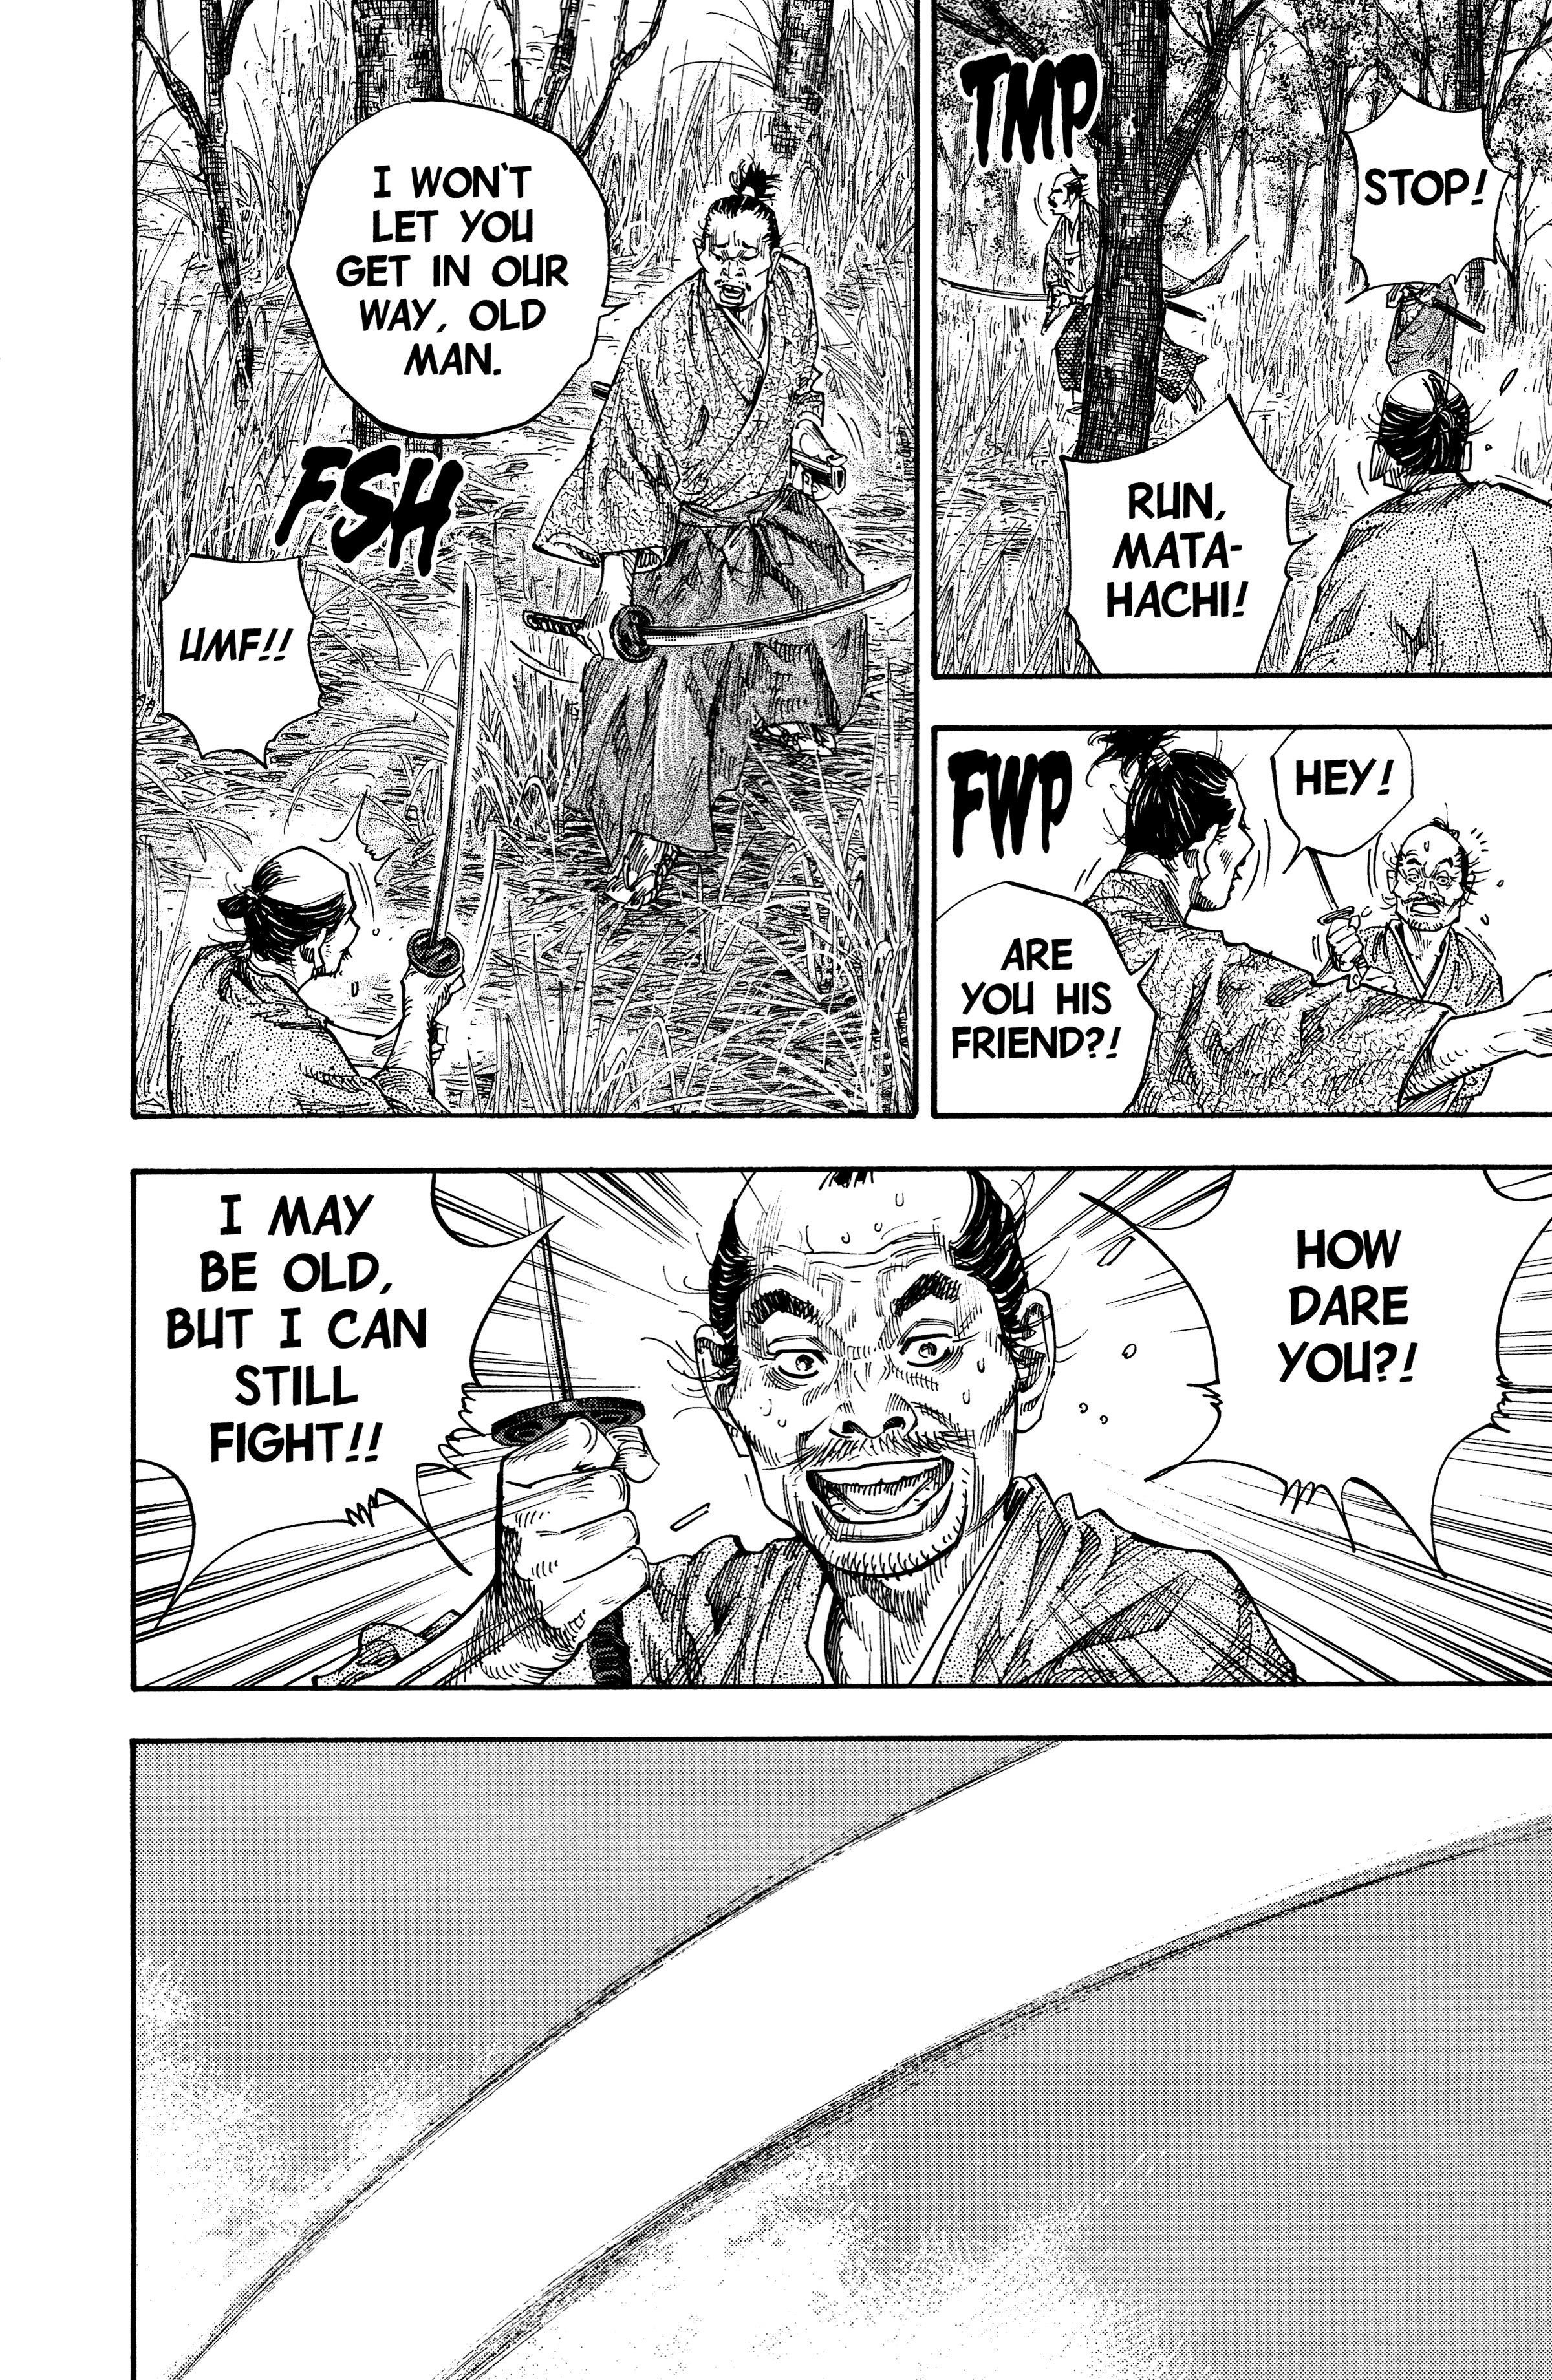 STOP!
TMP
RUN,
MATA-
HACHI!
HEY!
FWP
ARE
YOU HIS
FRIEND?!
I WON'T
LET YOU
GET IN OUR
WAY, OLD
MAN.
FSH
UMF!!
HOW
DARE
YOU?!
I MAY
BE OLD,
BUT I CAN
STILL
FIGHT!!